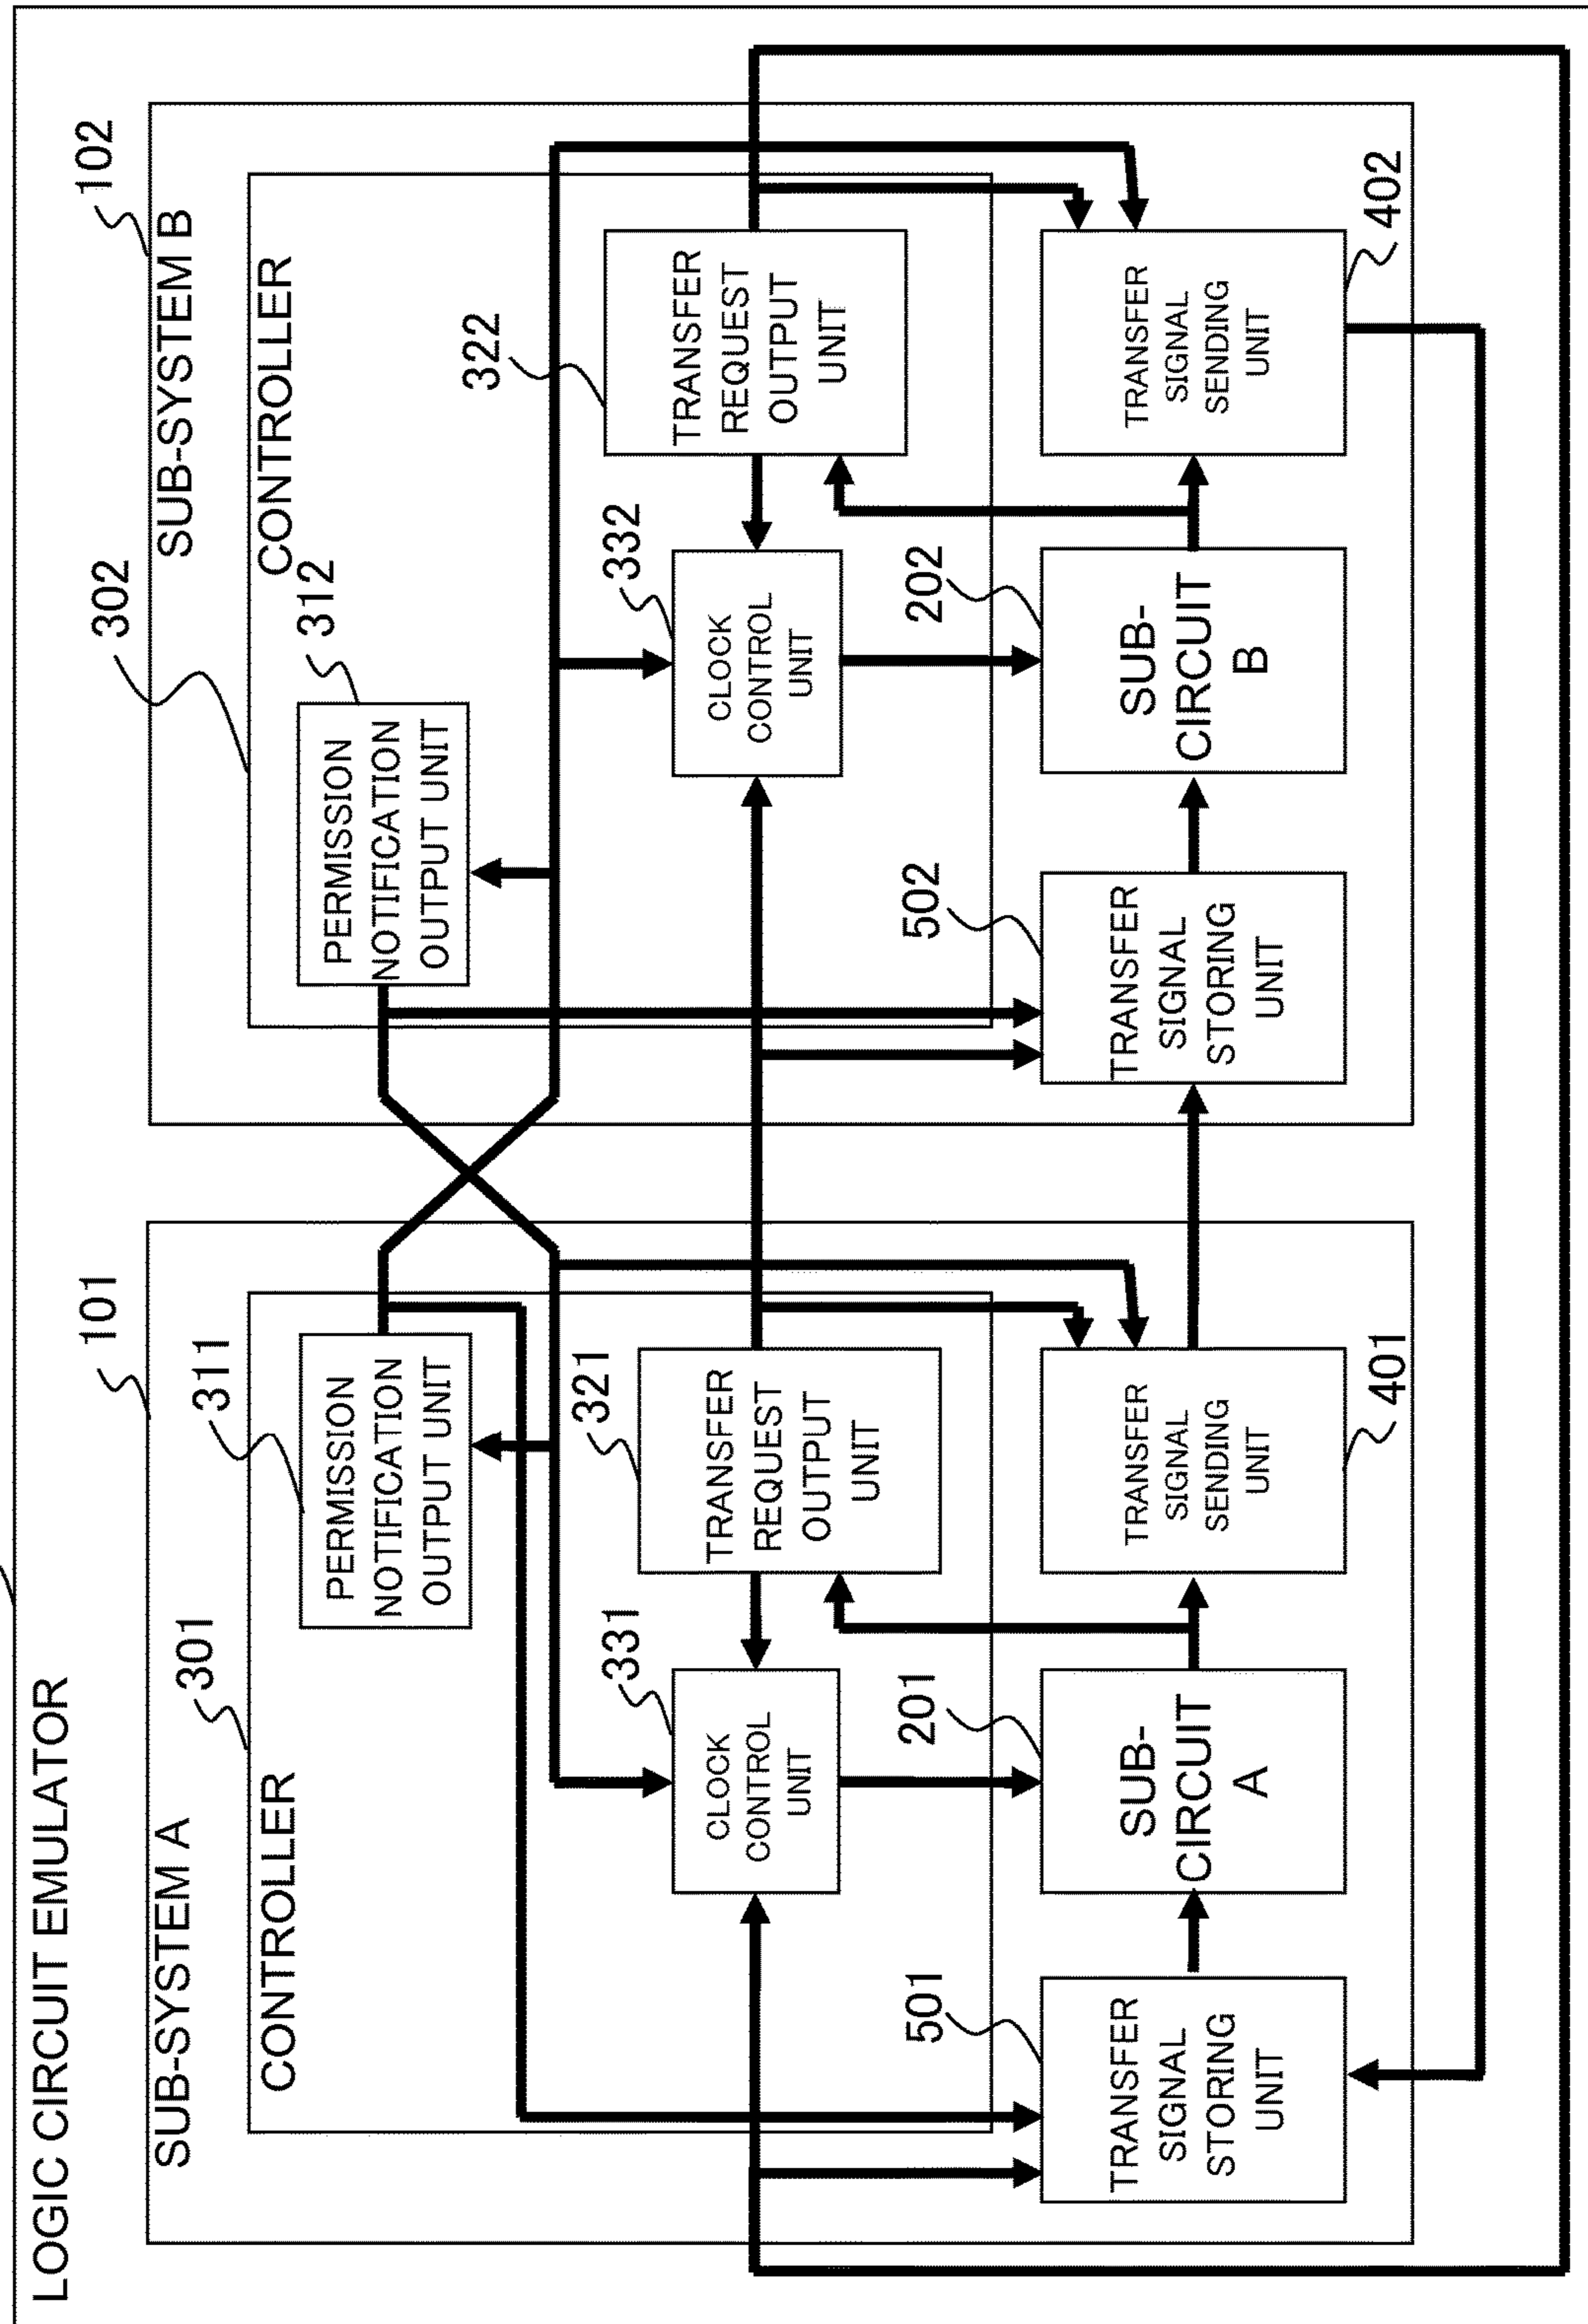 LOGIC CIRCUIT EMULATOR
SUB-SYSTEM A
101
CONTROLLER
301
PERMISSION
NOTIFICATION
OUTPUT UNIT
311
CLOCK
CONTROL
UNIT
331
TRANSFER
REQUEST
OUTPUT
UNIT
321
TRANSFER
SIGNAL
STORING
UNIT
501
SUB-
CIRCUIT
A
201
TRANSFER
SIGNAL
SENDING
UNIT
401
SUB-SYSTEM B
102
CONTROLLER
302
PERMISSION
NOTIFICATION
OUTPUT UNIT
312
CLOCK
CONTROL
UNIT
332
TRANSFER
REQUEST
OUTPUT
UNIT
322
TRANSFER
SIGNAL
STORING
UNIT
502
SUB-
CIRCUIT
B
202
TRANSFER
SIGNAL
SENDING
UNIT
402